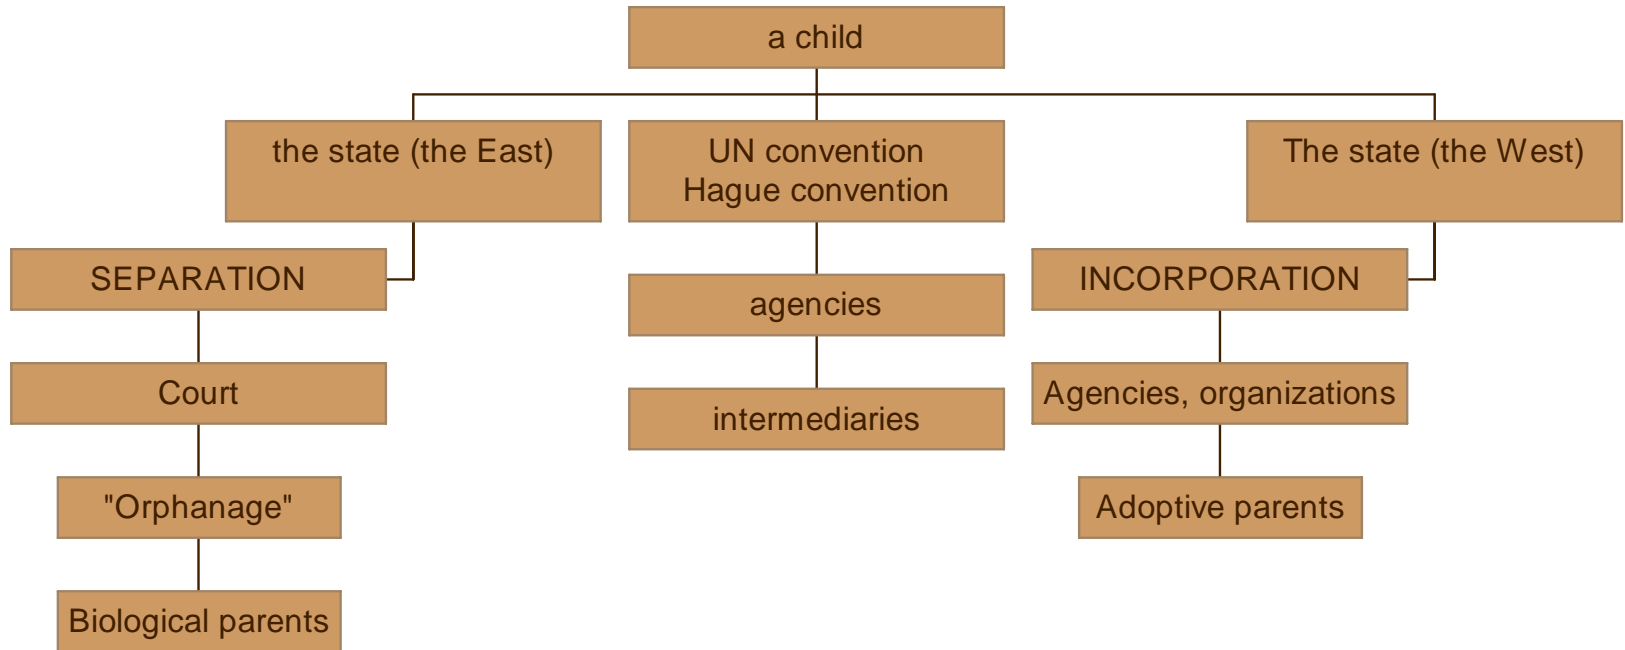 a child
the state (the East)
UN convention
Hague convention
The state (the West)
SEPARATION
agencies
INCORPORATION
Court
intermediaries
Agencies, organizations
"Orphanage"
Adoptive parents
Biological parents